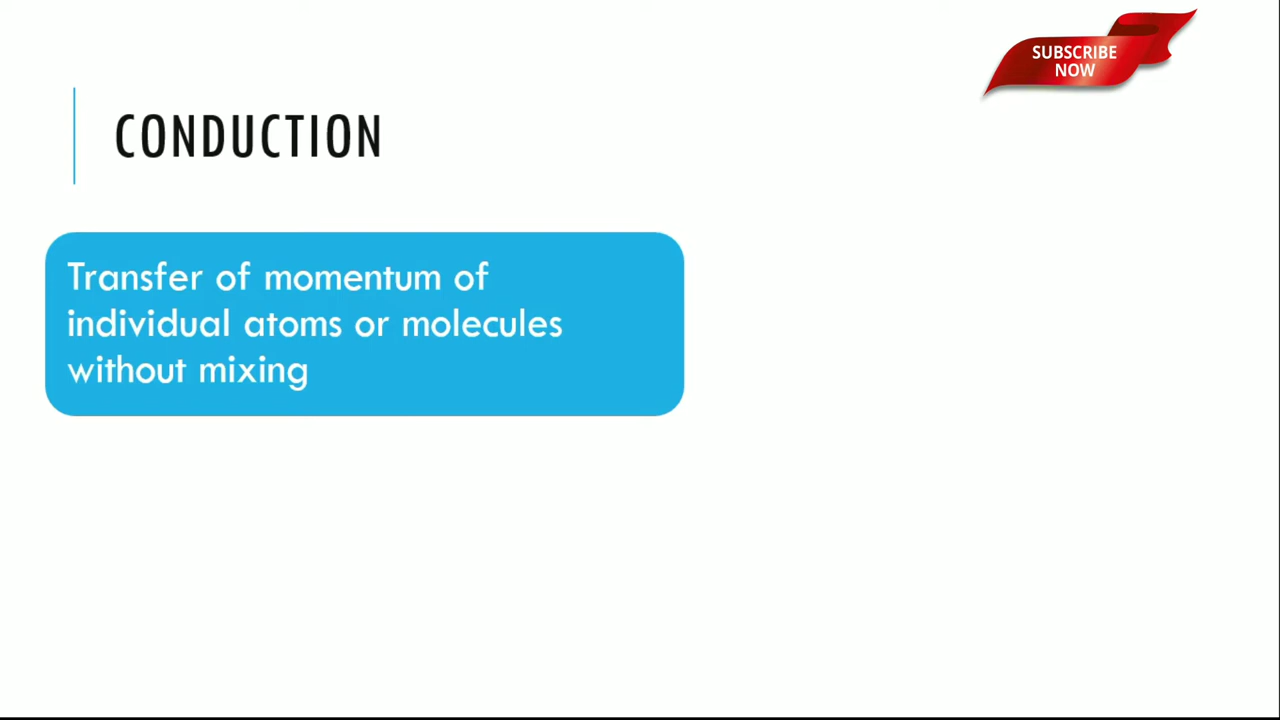 SUBSCRIBE
NOW
CONDUCTION
Transfer of momentum of
individual atoms or molecules
without mixing